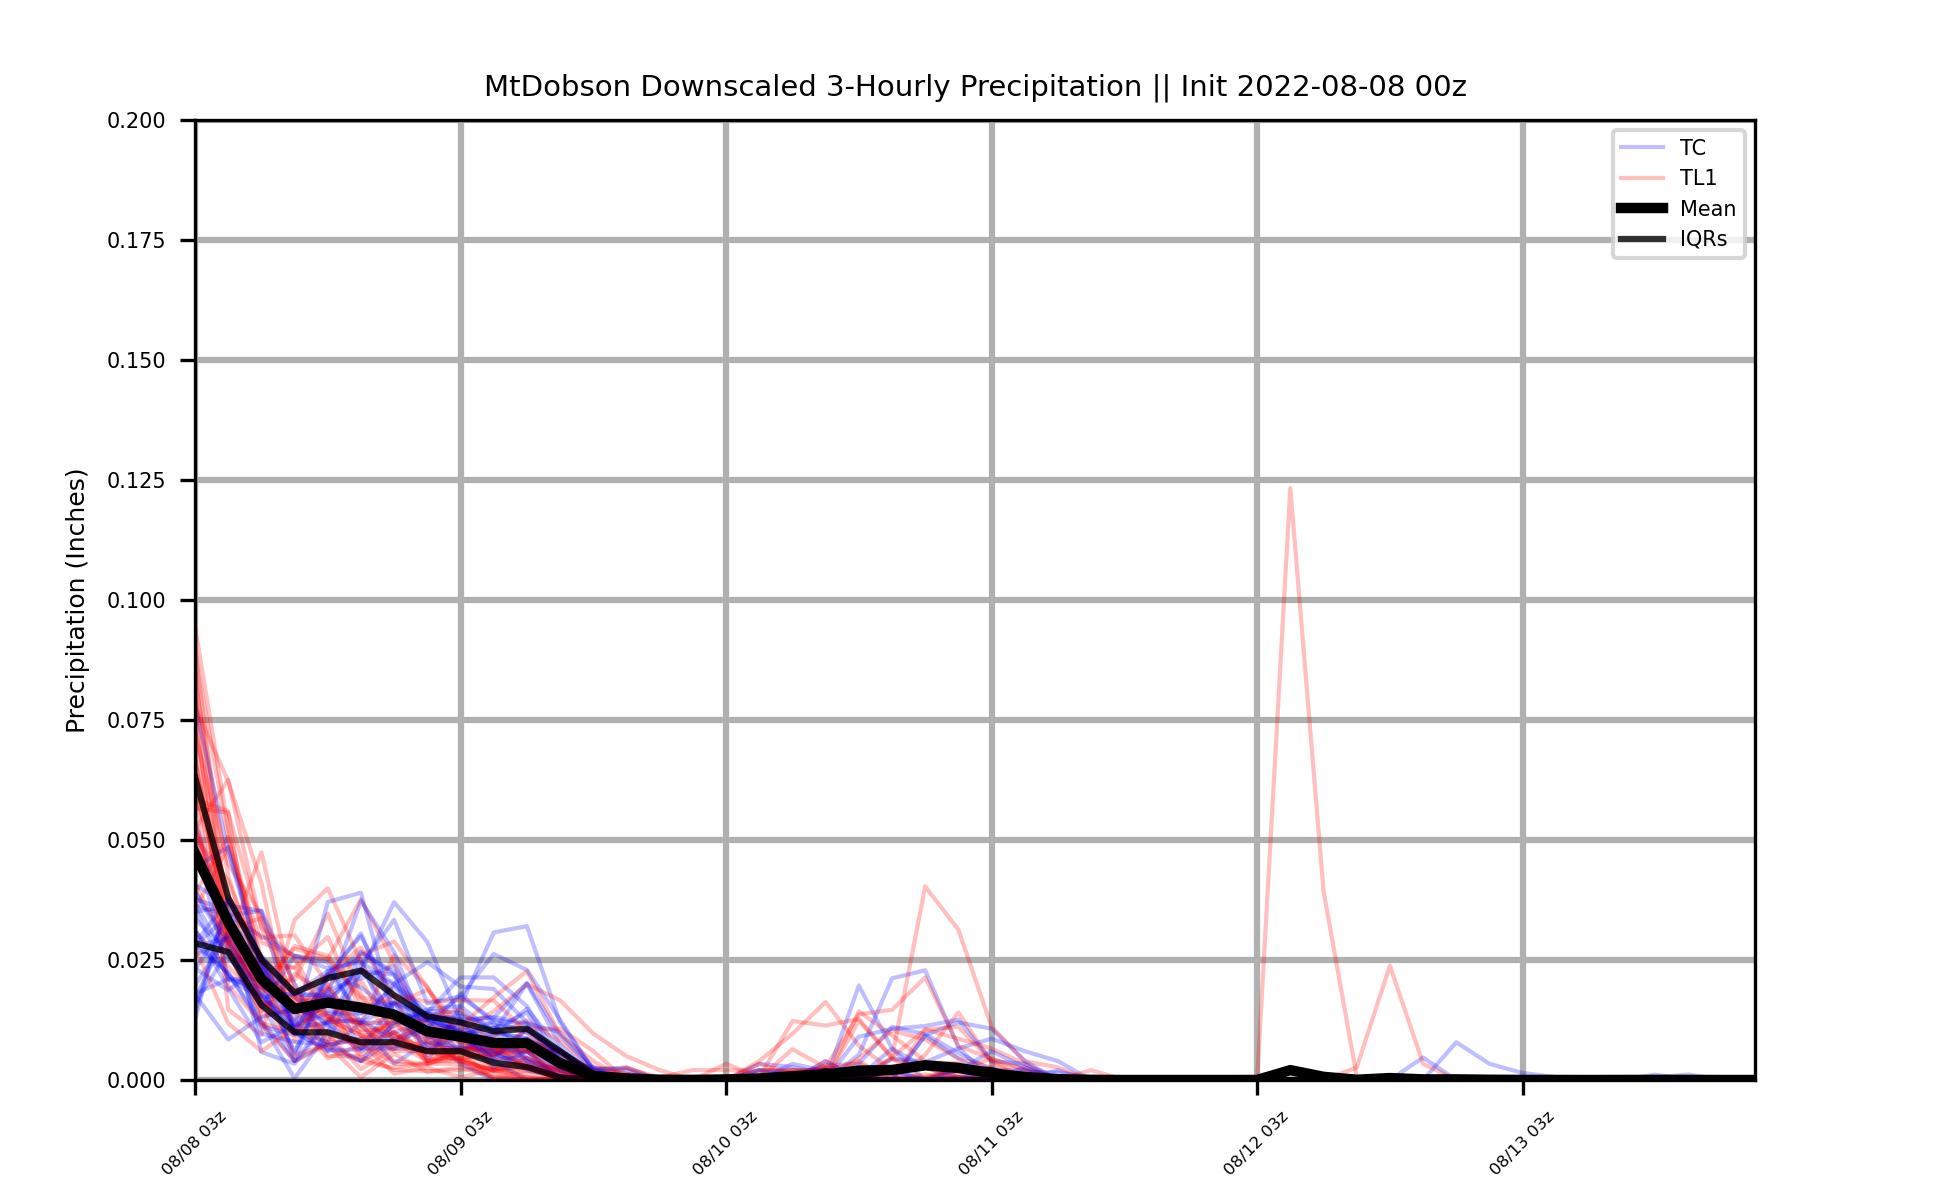 MtDobson Downscaled 3-Hourly Precipitation || Init 2022-08-08 00z
TC
TL1
Mean
IQRs
Precipitation (Inches)
0.200
0.175
0.150
0.125
0.100
0.075
0.050
0.025
0.000
08/08 03z
08/09 03z
08/10 03z
08/11 03z
08/12 03z
08/13 03z